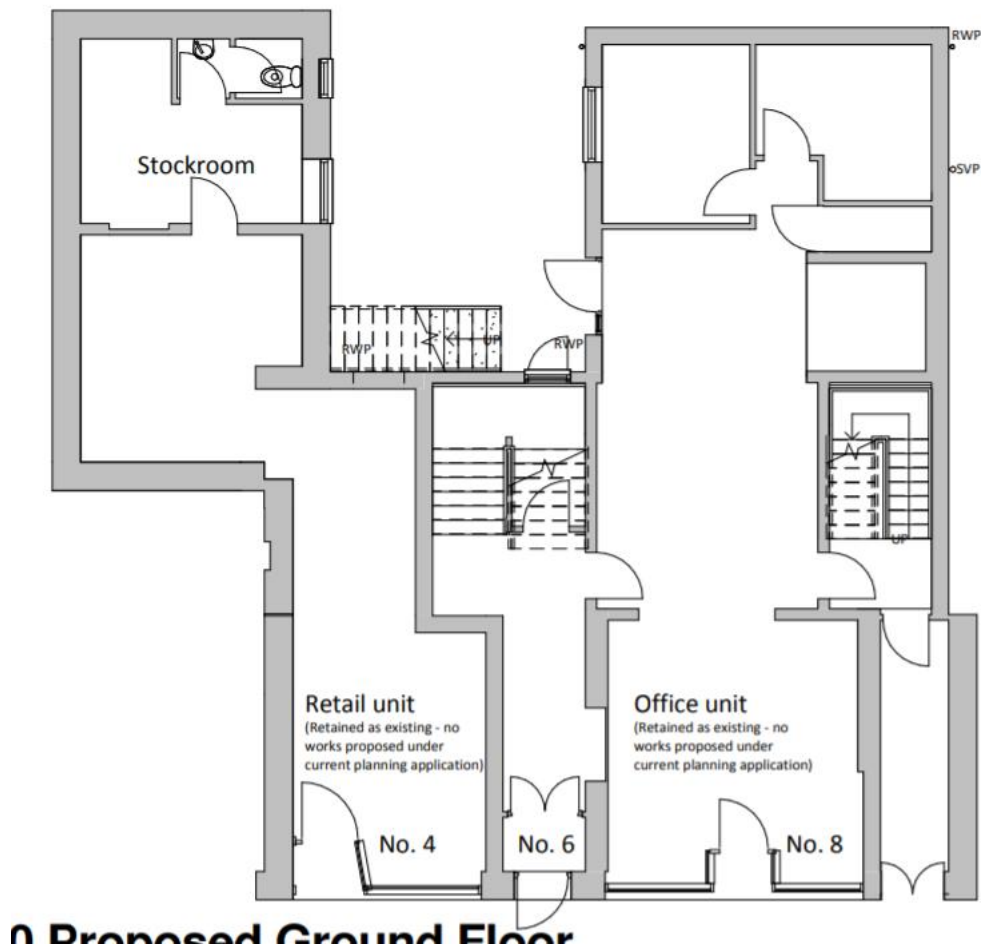 RWP
SVP
Stockroom
RWP
UP
RWP
UP
Retail unit
(Retained as existing - no
works proposed under
current planning application)
Office unit
(Retained as existing - no
works proposed under
current planning application)
No. 4
No. 6
No. 8
0 Proposed Ground Floor